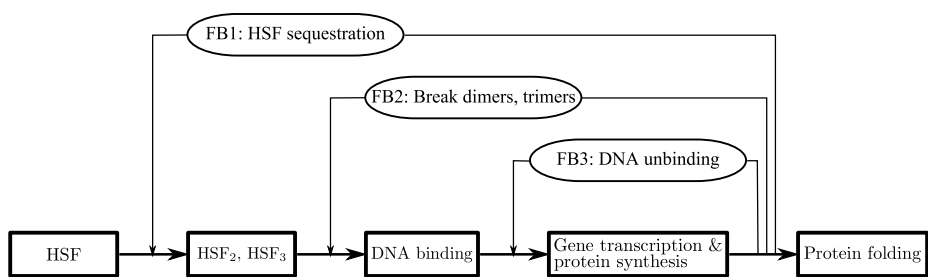 FB1: HSF sequestration
FB2: Break dimers, trimers
FB3: DNA unbinding
HSF
HSF₂, HSF₃
DNA binding
Gene transcription &
protein synthesis
Protein folding